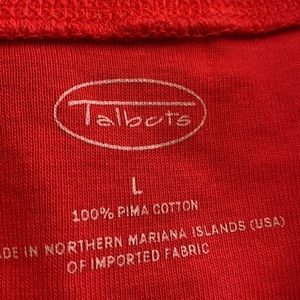 Talbots
L
100% PIMA COTTON
ADE IN NORTHERN MARIANA ISLANDS (USA)
OF IMPORTED FABRIC